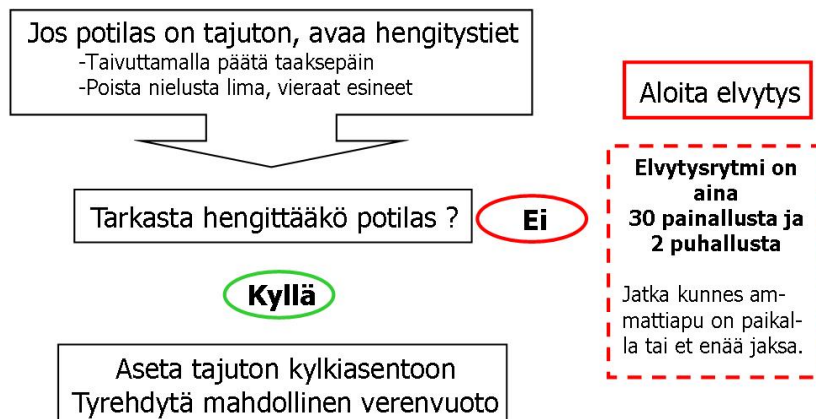 Jos potilas on tajuton, avaa hengitystiet
-Taivuttamalla päätä taaksepäin
-Poista nielusta lima, vieraat esineet
Aloita elvytys
Tarkasta hengittääkö potilas ?
Ei
Elvytysrytmi on
aina
30 painallusta ja
2 puhallusta
Jatka kunnes am-
mattiapu on paikal-
la tai et enää jaksa.
Kyllä
Aseta tajuton kylkiasentoon
Tyrehdytä mahdollinen verenvuoto